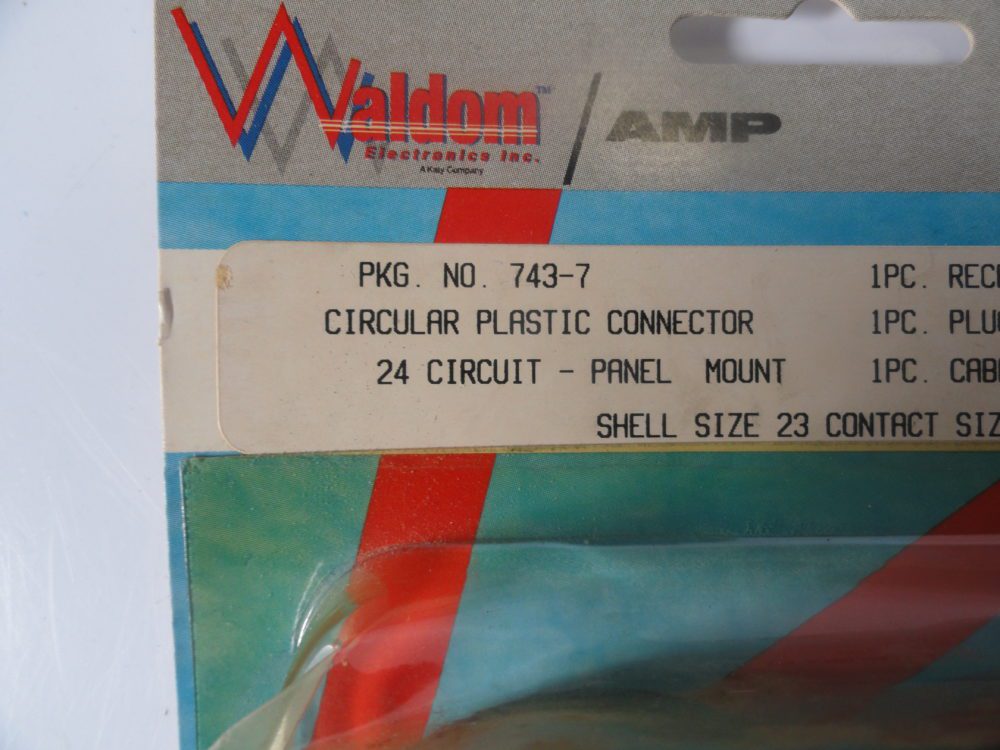 Waldom™ / AMP
Electronics Inc.
A Katy Company
PKG. NO. 743-7
1PC.
CIRCULAR PLASTIC CONNECTOR
1PC.
24 CIRCUIT - PANEL MOUNT
1PC.
SHELL SIZE 23 CONTACT